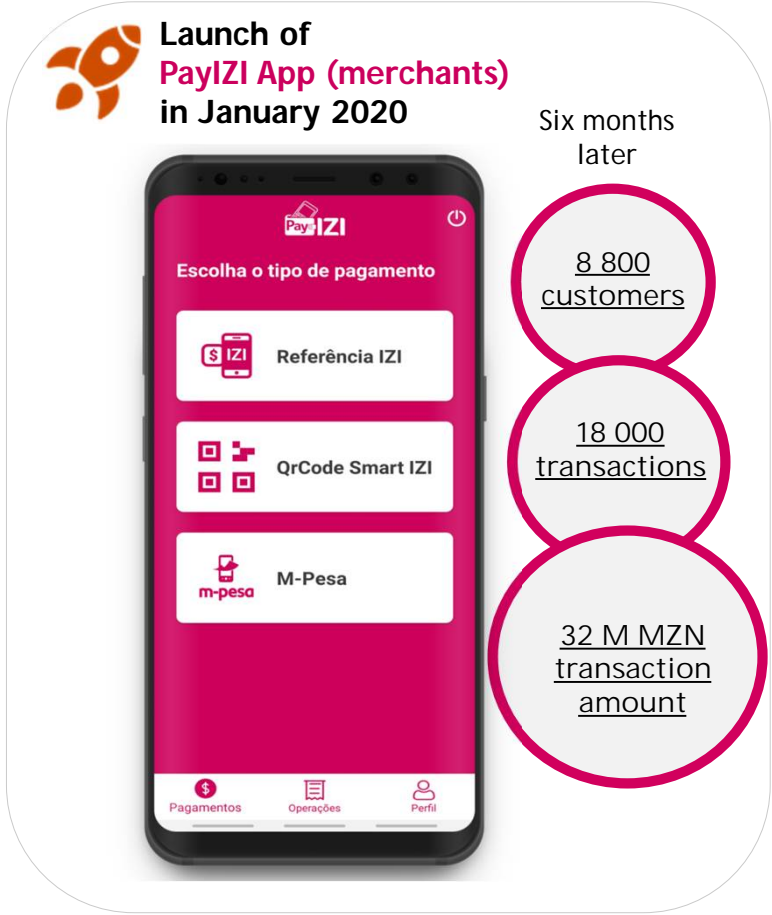 Launch of
PayIZI App (merchants)
in January 2020
Six months
later
Pay IZI
Escolha o tipo de pagamento
$ IZI
Referência IZI
QrCode Smart IZI
m-pesa
M-Pesa
$
Pagamentos
Operações
Perfil
8 800
customers
18 000
transactions
32 M MZN
transaction
amount